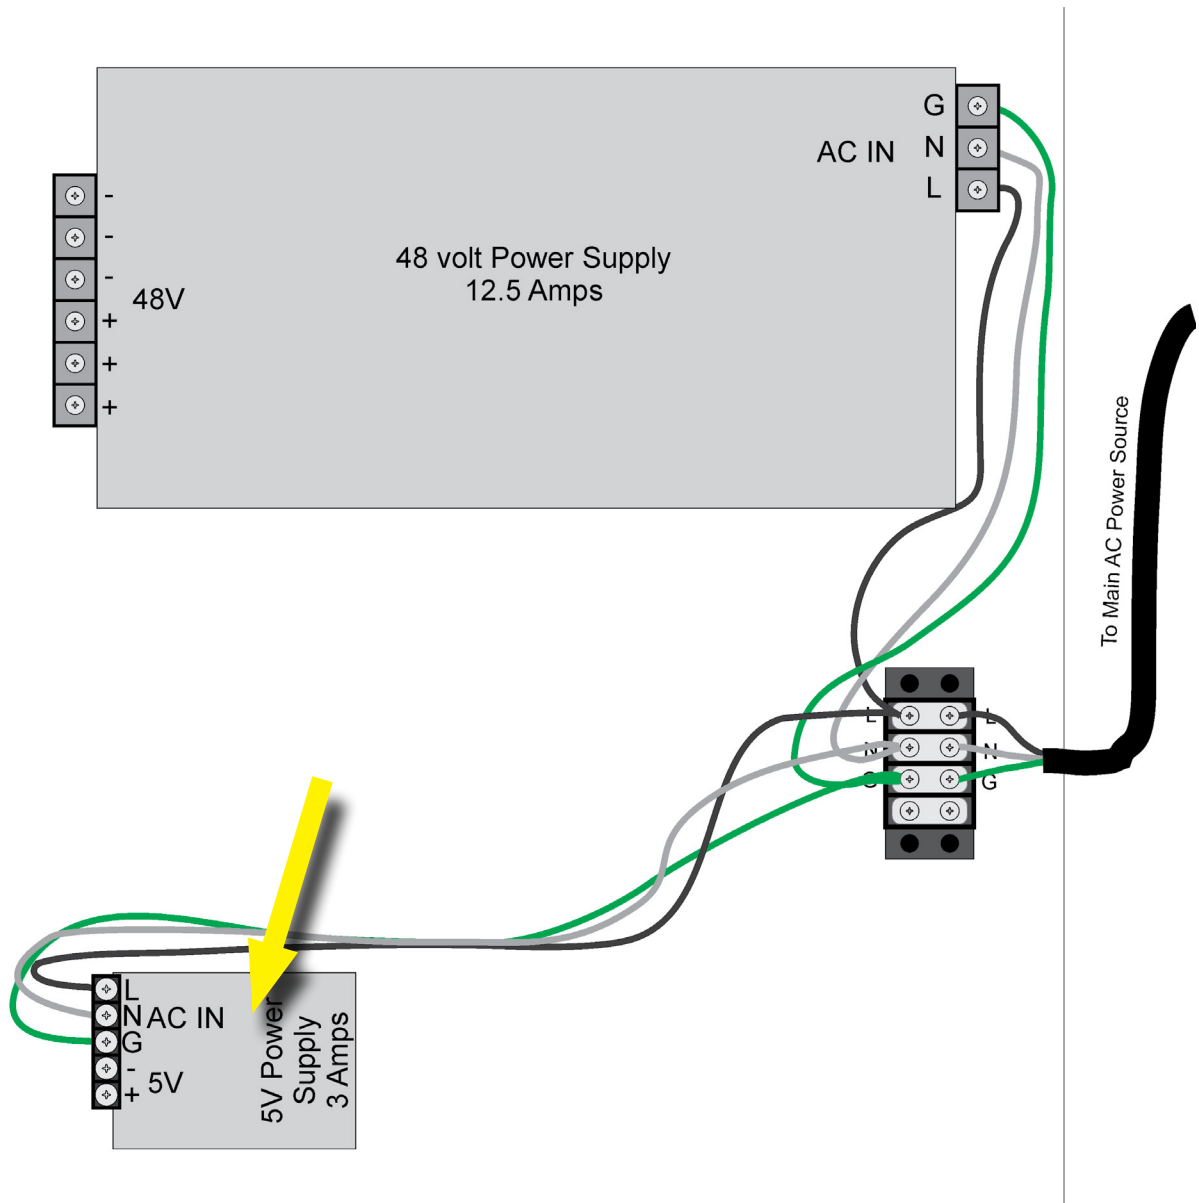 G
AC IN N
L
-
-
-
48V
+
+
+
48 volt Power Supply
12.5 Amps
To Main AC Power Source
L L
N N
G G
L
N AC IN
G
-
5V
+
5V Power
Supply
3 Amps